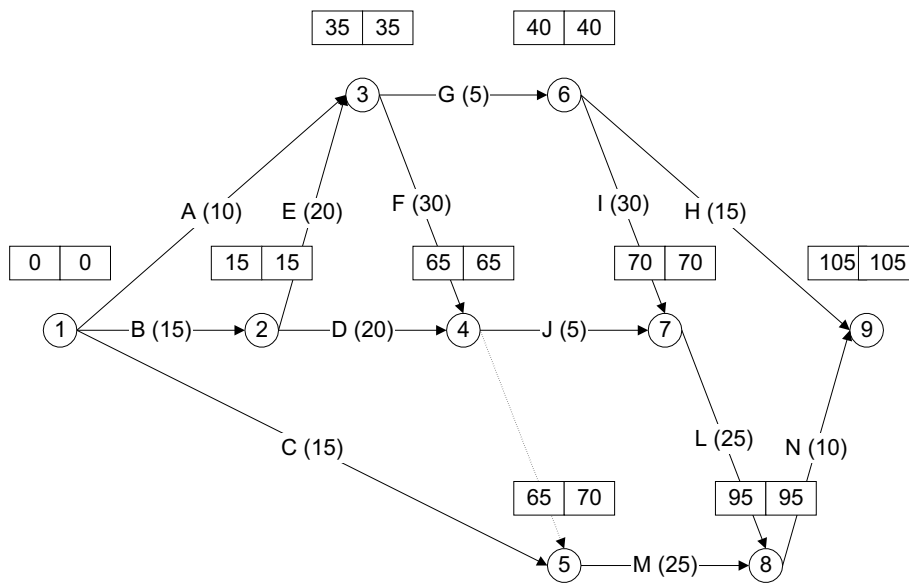 35 35 40 40
3 G (5) 6
A (10) E (20) F (30) I (30) H (15)
0 0 15 15 65 65 70 70 105 105
1 B (15) 2 D (20) 4 J (5) 7 9
C (15) L (25) N (10)
65 70 95 95
5 M (25) 8